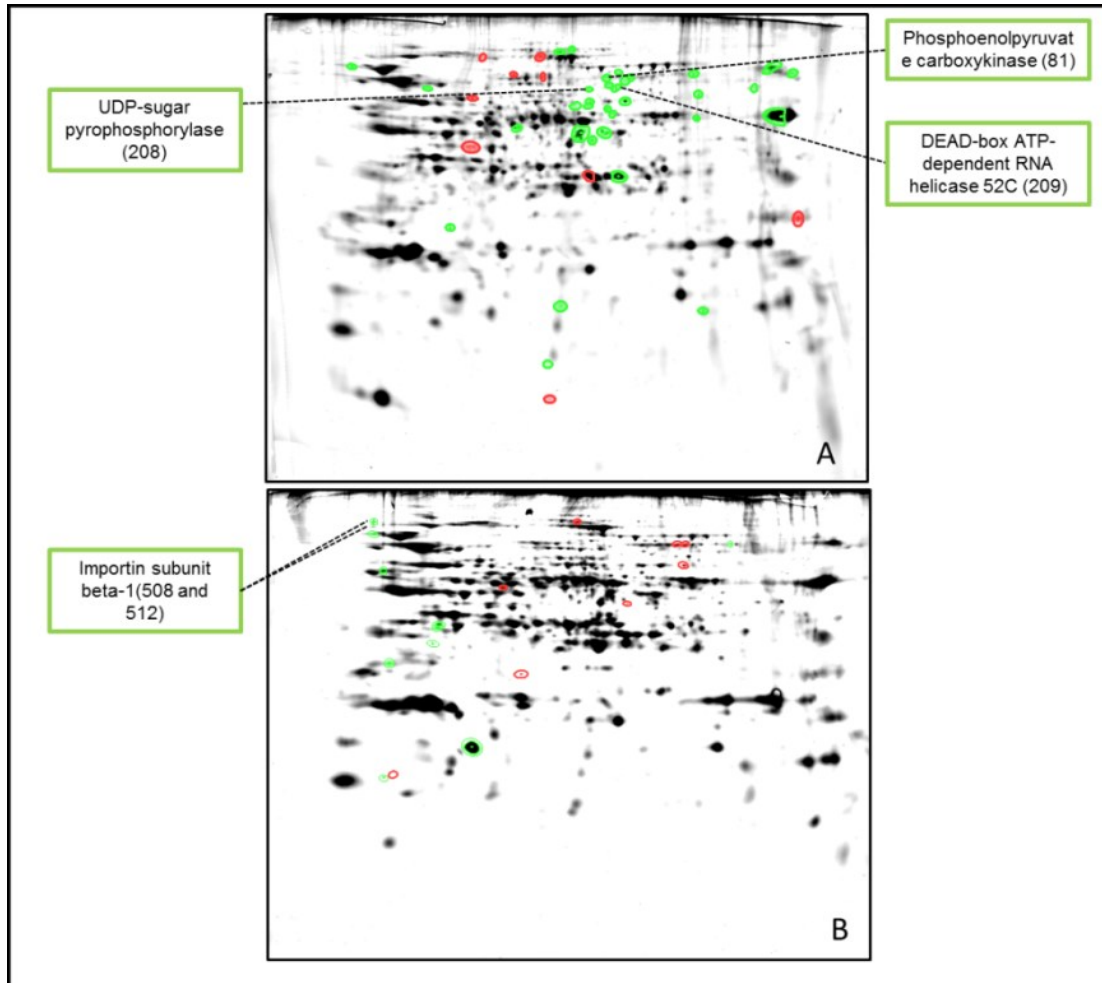 Phosphoenolpyruvat
e carboxykinase (81)
UDP-sugar
pyrophosphorylase
(208)
DEAD-box ATP-
dependent RNA
helicase 52C (209)
A
Importin subunit
beta-1(508 and
512)
B